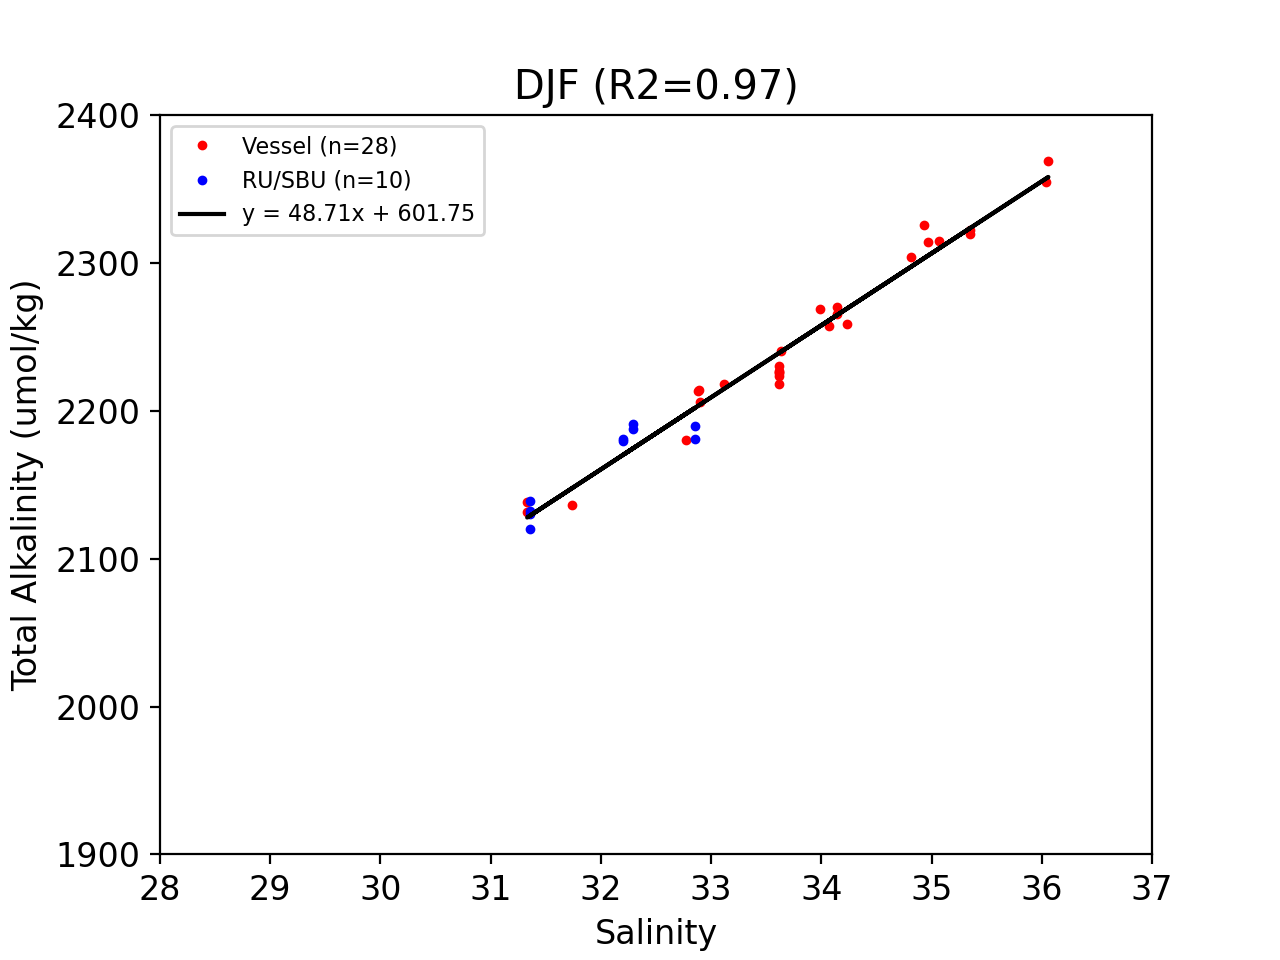 DJF (R2=0.97)
Vessel (n=28)
RU/SBU (n=10)
y = 48.71x + 601.75
Total Alkalinity (umol/kg)
2400
2300
2200
2100
2000
1900
28 29 30 31 32 33 34 35 36 37
Salinity